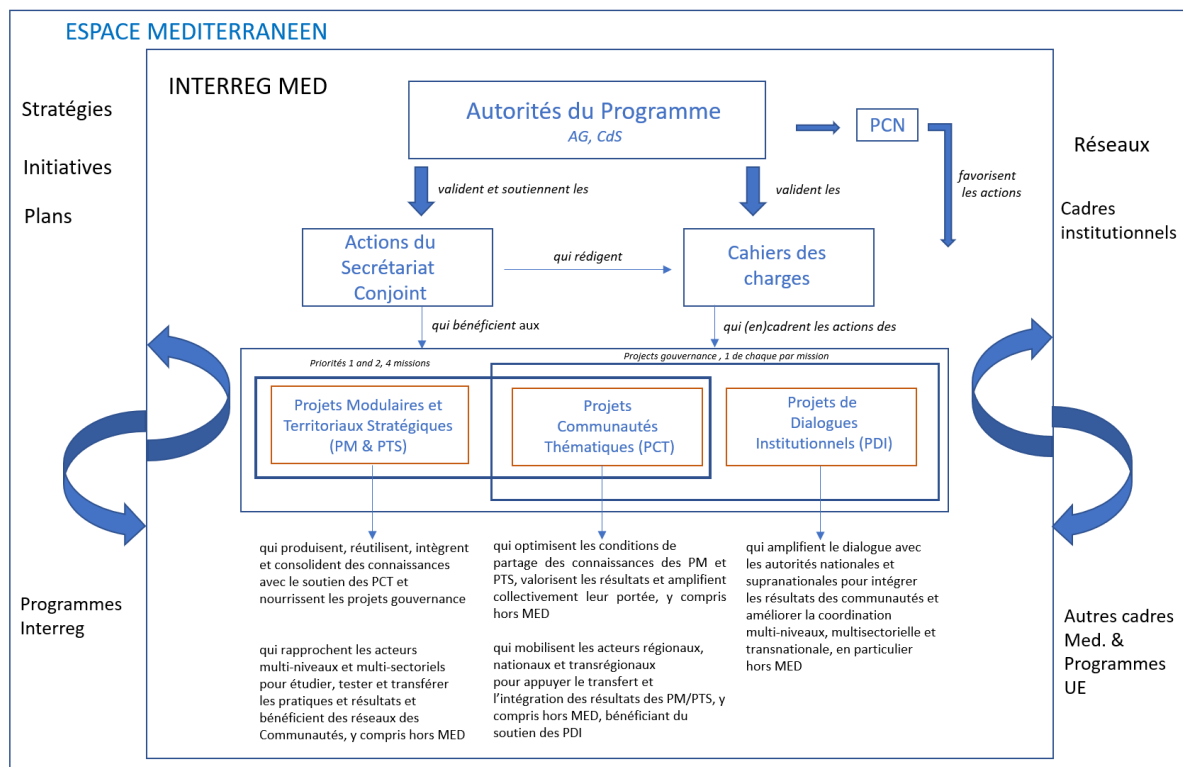 ESPACE MEDITERRANEEN
Stratégies
Initiatives
Plans
Programmes
Interreg
INTERREG MED
Autorités du Programme
AG, CdS
PCN
favorisent
les actions
valident et soutiennent les
valident les
Actions du
Secrétariat
Conjoint
qui rédigent
Cahiers des
charges
qui bénéficient aux
qui (en)cadrent les actions des
Priorités 1 and 2, 4 missions
Projects gouvernance , 1 de chaque par mission
Projets Modulaires et
Territoriaux Stratégiques
(PM & PTS)
Projets
Communautés
Thématiques (PCT)
Projets de
Dialogues
Institutionnels (PDI)
qui produisent, réutilisent, intègrent
et consolident des connaissances
avec le soutien des PCT et
nourrissent les projets gouvernance
qui rapprochent les acteurs
multi-niveaux et multi-sectoriels
pour étudier, tester et transférer
les pratiques et résultats et
bénéficient des réseaux des
Communautés, y compris hors MED
qui optimisent les conditions de
partage des connaissances des PM et
PTS, valorisent les résultats et amplifient
collectivement leur portée, y compris
hors MED
qui mobilisent les acteurs régionaux,
nationaux et transrégionaux
pour appuyer le transfert et
l’intégration des résultats des PM/PTS, y
compris hors MED, bénéficiant du
soutien des PDI
qui amplifient le dialogue avec
les autorités nationales et
supranationales pour intégrer
les résultats des communautés et
améliorer la coordination
multi-niveaux, multisectorielle et
transnationale, en particulier
hors MED
Réseaux
Cadres
institutionnels
Autres cadres
Med. &
Programmes
UE